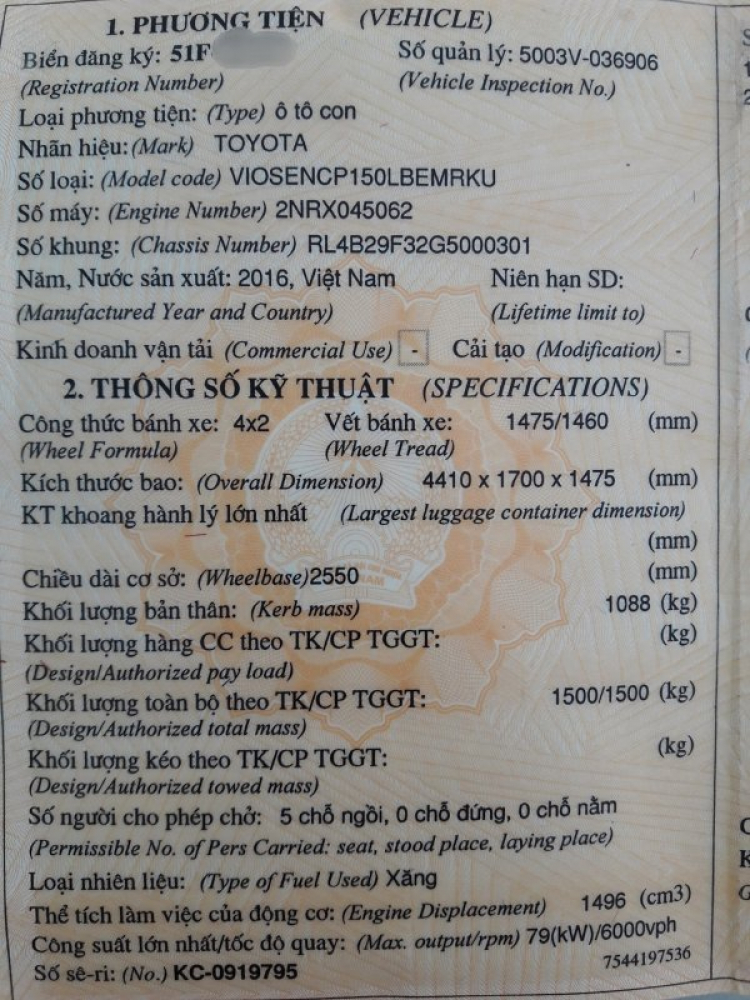 1. PHƯƠNG TIỆN (VEHICLE)
Biển đăng ký: 51F Số quản lý: 5003V-036906
(Registration Number) (Vehicle Inspection No.)
Loại phương tiện: (Type) ô tô con
Nhãn hiệu: (Mark) TOYOTA
Số loại: (Model code) VIOSENCP150LBEMRKU
Số máy: (Engine Number) 2NRX045062
Số khung: (Chassis Number) RL4B29F32G5000301
Năm, Nước sản xuất: 2016, Việt Nam Niên hạn SD:
(Manufactured Year and Country) (Lifetime limit to)
Kinh doanh vận tải (Commercial Use) - Cải tạo (Modification) -
2. THÔNG SỐ KỸ THUẬT (SPECIFICATIONS)
Công thức bánh xe: 4x2 Vết bánh xe: 1475/1460 (mm)
(Wheel Formula) (Wheel Tread)
Kích thước bao: (Overall Dimension) 4410 x 1700 x 1475 (mm)
KT khoang hành lý lớn nhất (Largest luggage container dimension)
(mm)
Chiều dài cơ sở: (Wheelbase) 2550 (mm)
Khối lượng bản thân: (Kerb mass) 1088 (kg)
Khối lượng hàng CC theo TK/CP TGGT: (kg)
(Design/Authorized pay load)
Khối lượng toàn bộ theo TK/CP TGGT: 1500/1500 (kg)
(Design/Authorized total mass)
Khối lượng kéo theo TK/CP TGGT: (kg)
(Design/Authorized towed mass)
Số người cho phép chở: 5 chỗ ngồi, 0 chỗ đứng, 0 chỗ nằm
(Permissible No. of Pers Carried: seat, stood place, laying place)
Loại nhiên liệu: (Type of Fuel Used) Xăng
Thể tích làm việc của động cơ: (Engine Displacement) 1496 (cm3)
Công suất lớn nhất/tốc độ quay: (Max. output/rpm) 79(kW)/6000vph
Số sê-ri: (No.) KC-0919795 7544197536